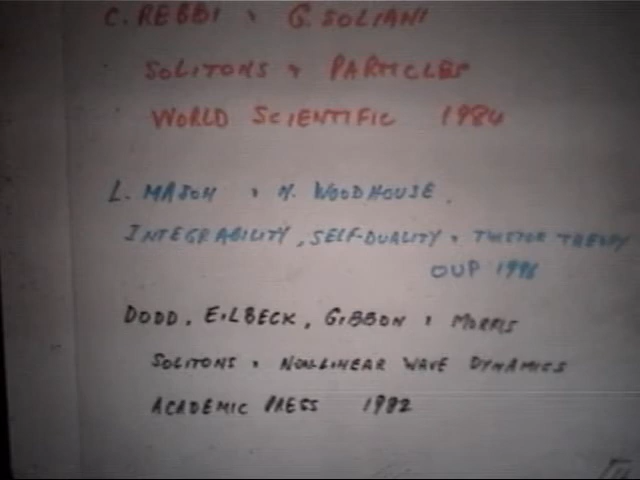 C. REBBI & G. SOLIANI
SOLITONS & PARTICLES
WORLD SCIENTIFIC 1984
L. MASON & N. WOODHOUSE.
INTEGRABILITY, SELF-DUALITY & TWISTOR THEORY
OUP 1996
DODD, EILBECK, GIBBON & MORRIS
SOLITONS & NONLINEAR WAVE DYNAMICS
ACADEMIC PRESS 1982